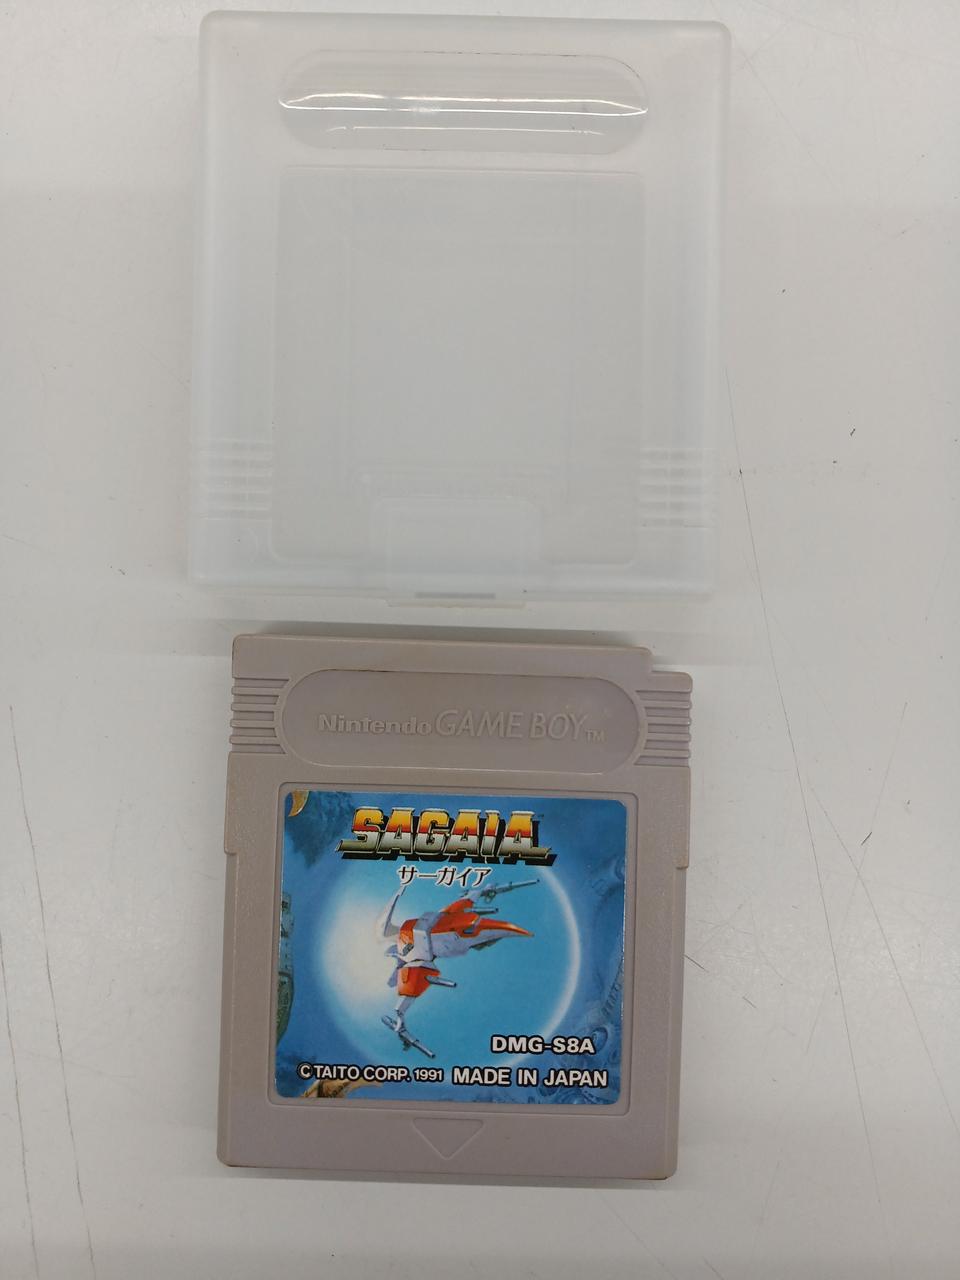 Nintendo GAME BOY™
SAGAIA
サーガイア
DMG-S8A
©TAITO CORP. 1991 MADE IN JAPAN